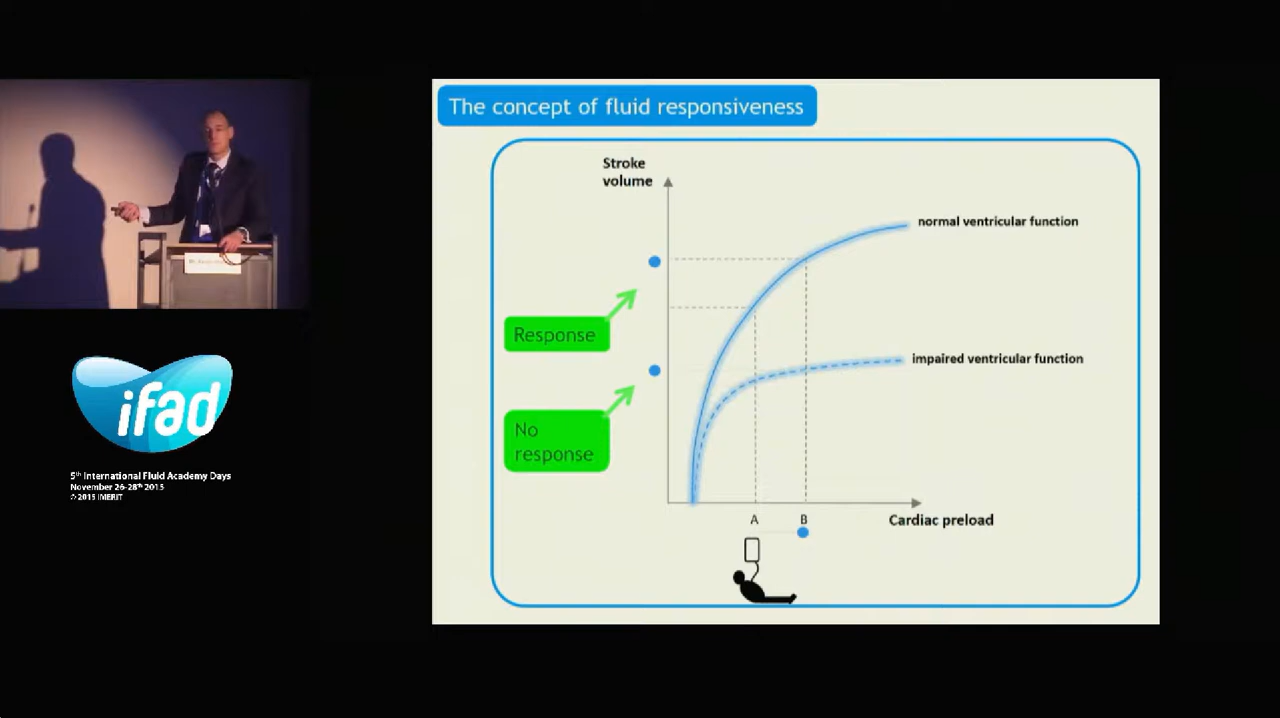 The concept of fluid responsiveness
Stroke
volume
normal ventricular function
Response
impaired ventricular function
No
response
A
B
Cardiac preload
ifad
5th International Fluid Academy Days
November 26-28th 2015
© 2015 iMERiT